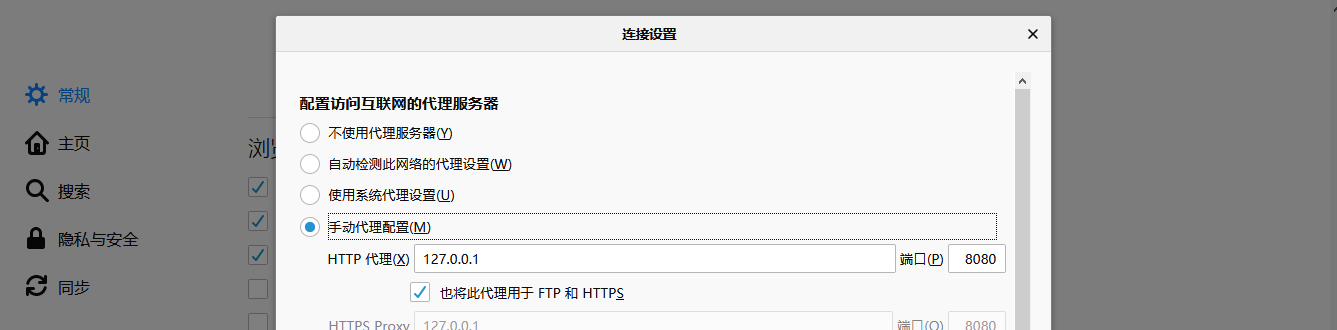 连接设置
常规
主页
搜索
隐私与安全
同步
配置访问互联网的代理服务器
不使用代理服务器(Y)
自动检测此网络的代理设置(W)
使用系统代理设置(U)
手动代理配置(M)
HTTP 代理(X) 127.0.0.1 端口(P) 8080
也将此代理用于 FTP 和 HTTPS
HTTPS Proxy 127.0.0.1 端口(O) 8080